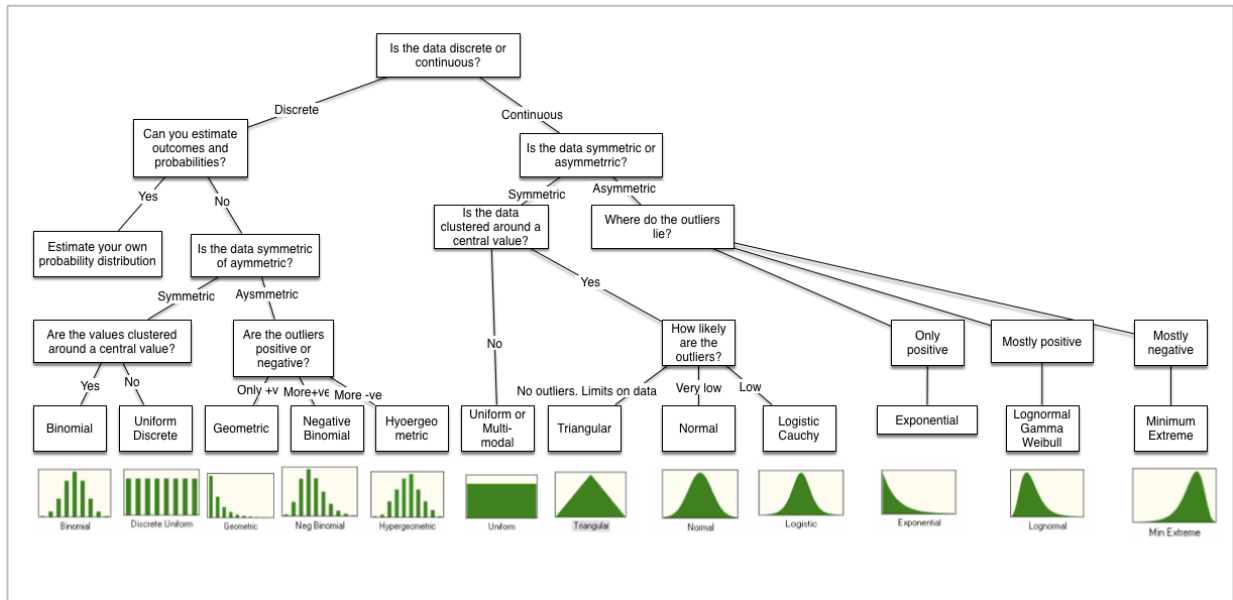 Is the data discrete or
continuous?
Discrete
Continuous
Can you estimate
outcomes and
probabilities?
Is the data symmetric or
asymmetrric?
Yes
No
Symmetric
Asymmetric
Estimate your own
probability distribution
Is the data symmetric
of aymmetric?
Is the data
clustered around a
central value?
Where do the outliers
lie?
Symmetric
Aysmmetric
No
Yes
Are the values clustered
around a central value?
Are the outliers
positive or
negative?
How likely
are the
outliers?
Only
positive
Mostly positive
Mostly
negative
Yes
No
Only +v
More+ve
More -ve
No outliers. Limits on data
Very low
Low
Binomial
Uniform
Discrete
Geometric
Negative
Binomial
Hyoergeo
metric
Uniform or
Multi-
modal
Triangular
Normal
Logistic
Cauchy
Exponential
Lognormal
Gamma
Weibull
Minimum
Extreme
Binomial
Discrete Uniform
Geometric
Neg Binomial
Hypergeometric
Uniform
Triangular
Normal
Logistic
Exponential
Lognormal
Min Extreme